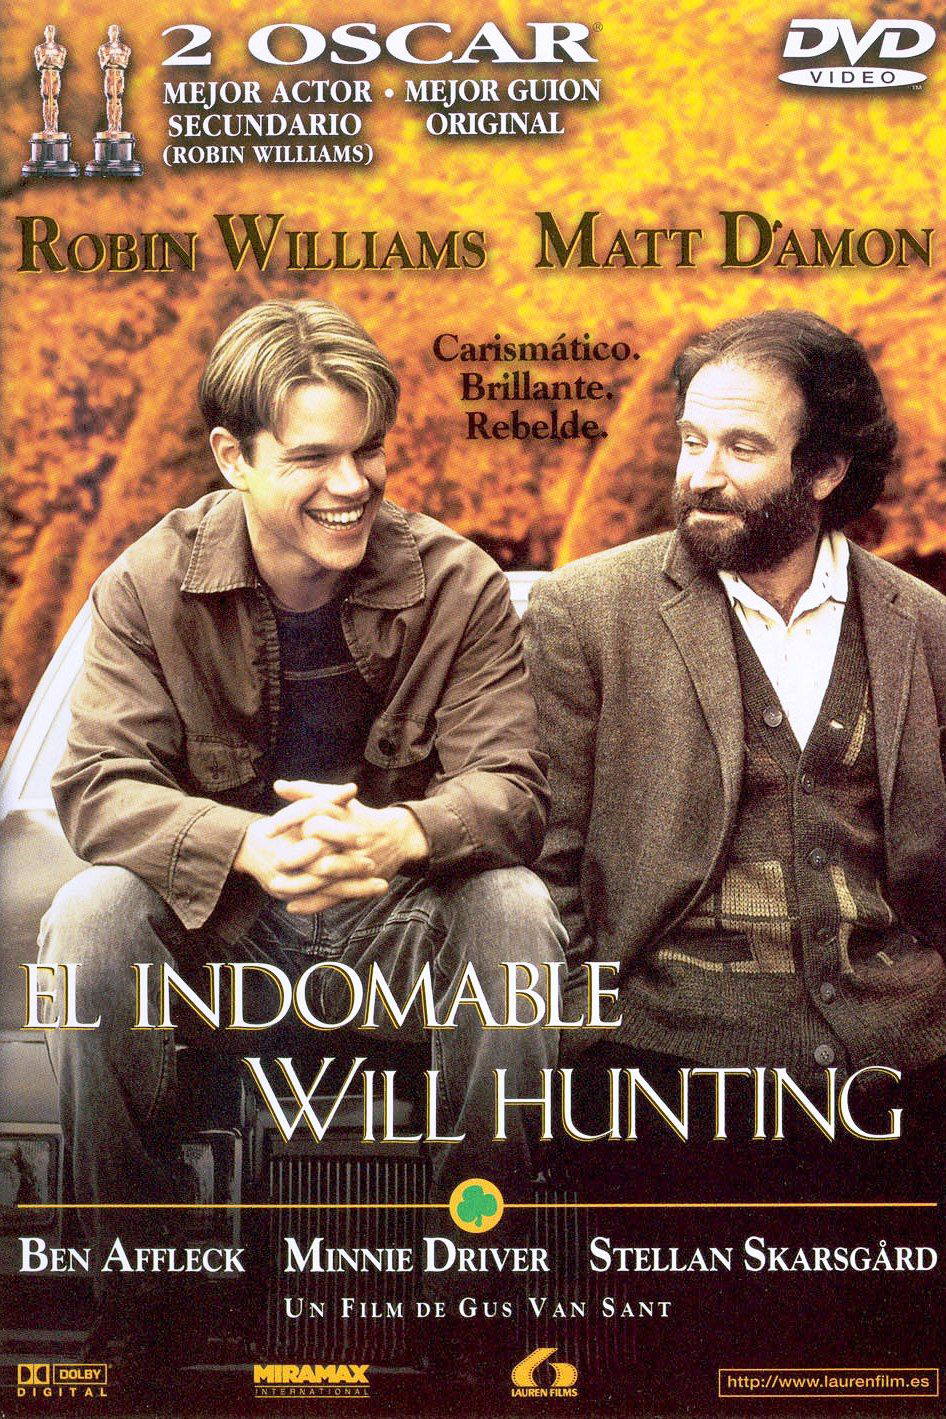 2 OSCAR®
MEJOR ACTOR • MEJOR GUION
SECUNDARIO ORIGINAL
(ROBIN WILLIAMS)
DVD
VIDEO™
ROBIN WILLIAMS MATT D'AMON
Carismático.
Brillante.
Rebelde.
EL INDOMABLE
WILL HUNTING
BEN AFFLECK MINNIE DRIVER STELLAN SKARSGÅRD
UN FILM DE GUS VAN SANT
DOLBY
DIGITAL
MIRAMAX
INTERNATIONAL
LAUREN FILMS
http://www.laurenfilm.es